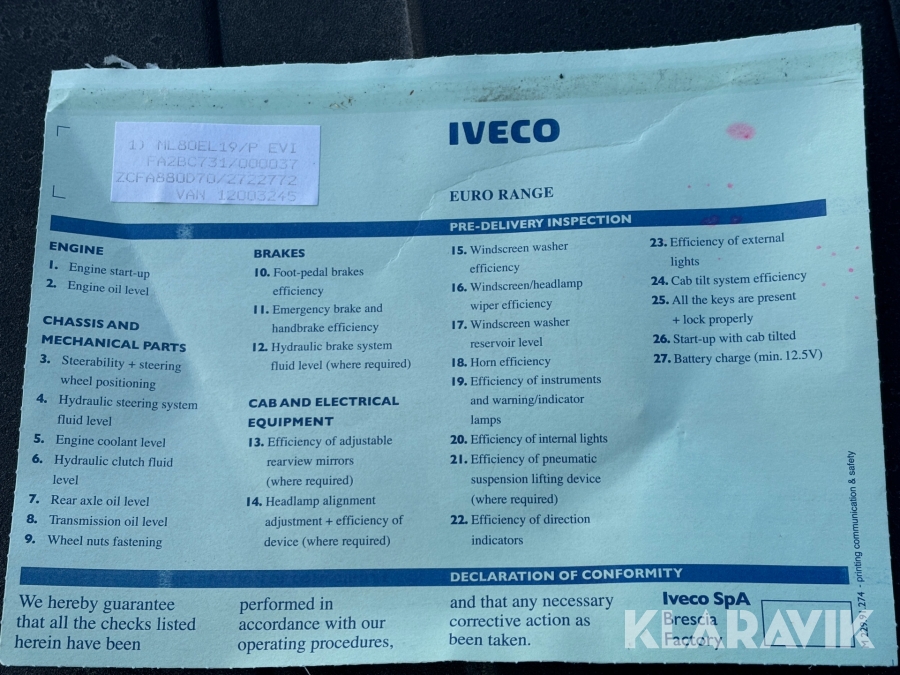 1) ML80EL19/P EVI
FA2BC731/000037
ZCFA880D70/2722772
VAN 12003245
IVECO
EURO RANGE
PRE-DELIVERY INSPECTION
ENGINE
1. Engine start-up
2. Engine oil level
CHASSIS AND
MECHANICAL PARTS
3. Steerability + steering
wheel positioning
4. Hydraulic steering system
fluid level
5. Engine coolant level
6. Hydraulic clutch fluid
level
7. Rear axle oil level
8. Transmission oil level
9. Wheel nuts fastening
BRAKES
10. Foot-pedal brakes
efficiency
11. Emergency brake and
handbrake efficiency
12. Hydraulic brake system
fluid level (where required)
CAB AND ELECTRICAL
EQUIPMENT
13. Efficiency of adjustable
rearview mirrors
(where required)
14. Headlamp alignment
adjustment + efficiency of
device (where required)
15. Windscreen washer
efficiency
16. Windscreen/headlamp
wiper efficiency
17. Windscreen washer
reservoir level
18. Horn efficiency
19. Efficiency of instruments
and warning/indicator
lamps
20. Efficiency of internal lights
21. Efficiency of pneumatic
suspension lifting device
(where required)
22. Efficiency of direction
indicators
23. Efficiency of external
lights
24. Cab tilt system efficiency
25. All the keys are present
+ lock properly
26. Start-up with cab tilted
27. Battery charge (min. 12.5V)
DECLARATION OF CONFORMITY
We hereby guarantee
that all the checks listed
herein have been
performed in
accordance with our
operating procedures,
and that any necessary
corrective action as
been taken.
Iveco SpA
Brescia
Factory
- printing communication & safety
KLARAVIK